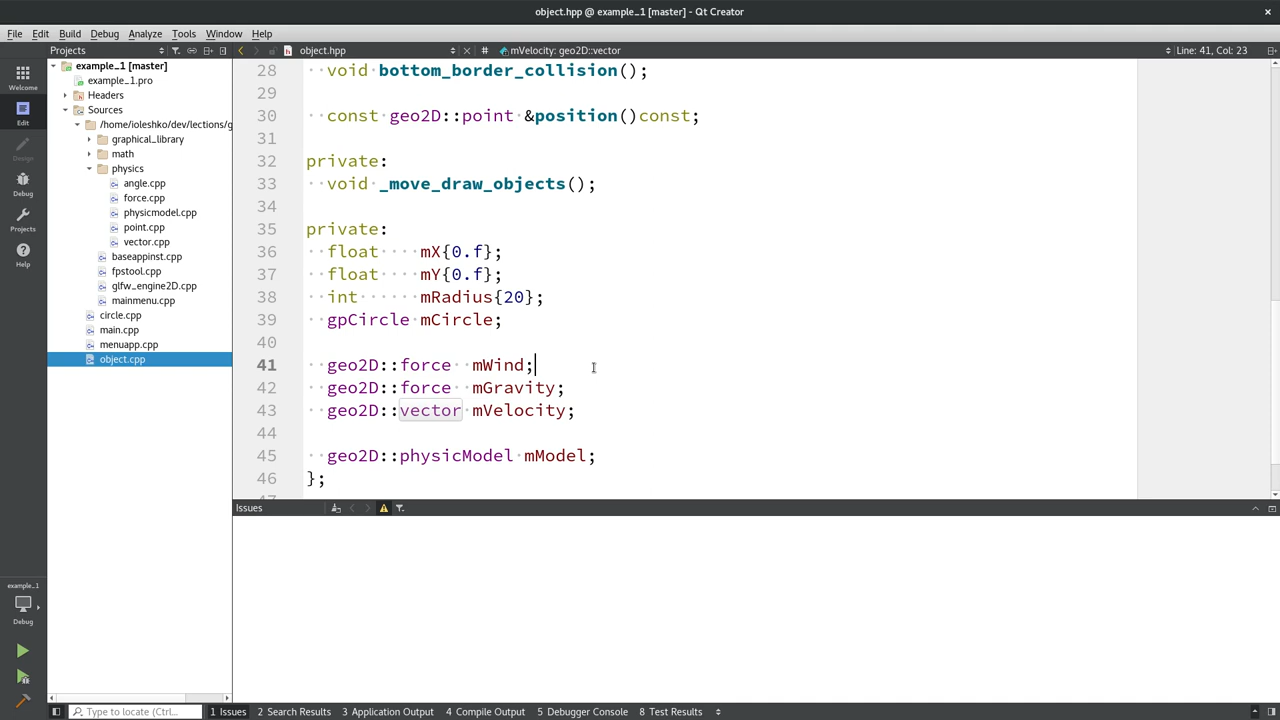 object.hpp @ example_1 [master] - Qt Creator
File Edit Build Debug Analyze Tools Window Help
Projects object.hpp # mVelocity: geo2D::vector Line: 41, Col: 23
Welcome
Edit
Design
Debug
Projects
Help
example_1
Debug
example_1 [master]
example_1.pro
Headers
Sources
/home/ioleshko/dev/lections/g
graphical_library
math
physics
angle.cpp
force.cpp
physicmodel.cpp
point.cpp
vector.cpp
baseappinst.cpp
fpstool.cpp
glfw_engine2D.cpp
mainmenu.cpp
circle.cpp
main.cpp
menuapp.cpp
object.cpp
28 void bottom_border_collision();
29
30 const geo2D::point &position()const;
31
32 private:
33 void _move_draw_objects();
34
35 private:
36 float mX{0.f};
37 float mY{0.f};
38 int mRadius{20};
39 gpCircle mCircle;
40
41 geo2D::force mWind;
42 geo2D::force mGravity;
43 geo2D::vector mVelocity;
44
45 geo2D::physicModel mModel;
46 };
47
Issues
Type to locate (Ctrl... 1 Issues 2 Search Results 3 Application Output 4 Compile Output 5 Debugger Console 8 Test Results